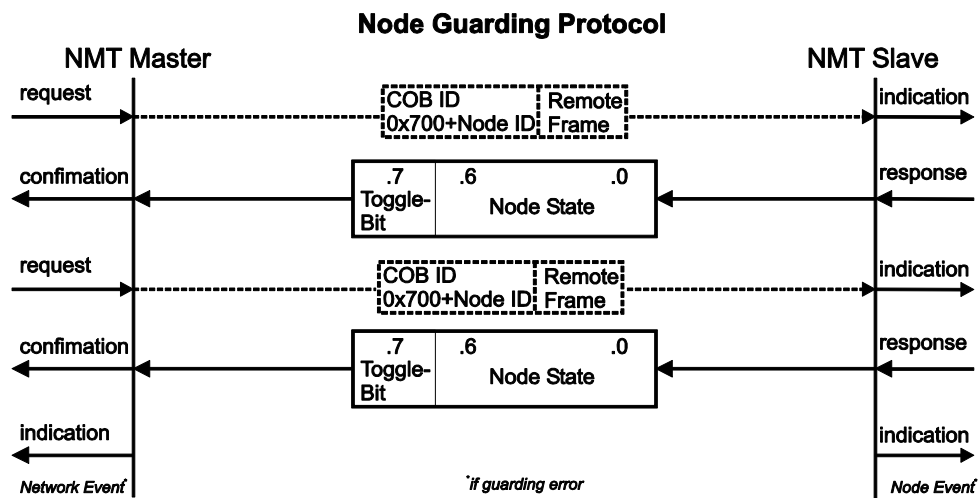 Node Guarding Protocol
NMT Master
NMT Slave
request
COB ID
0x700+Node ID
Remote
Frame
indication
confimation
.7
.6
.0
Toggle-
Bit
Node State
response
request
COB ID
0x700+Node ID
Remote
Frame
indication
confimation
.7
.6
.0
Toggle-
Bit
Node State
response
indication
indication
Network Event*
*if guarding error
Node Event*